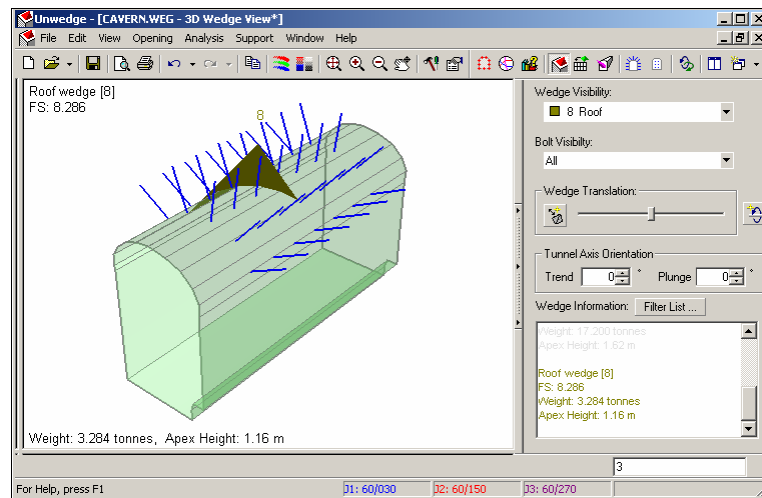 Unwedge - [CAVERN.WEG - 3D Wedge View*]
File Edit View Opening Analysis Support Window Help
Roof wedge [8]
FS: 8.286
8
Weight: 3.284 tonnes, Apex Height: 1.16 m
Wedge Visibility:
8 Roof
Bolt Visibilty:
All
Wedge Translation:
Tunnel Axis Orientation
Trend 0 ° Plunge 0 °
Wedge Information: Filter List ...
Weight: 17.200 tonnes
Apex Height: 1.62 m
Roof wedge [8]
FS: 8.286
Weight: 3.284 tonnes
Apex Height: 1.16 m
3
For Help, press F1 J1: 60/030 J2: 60/150 J3: 60/270